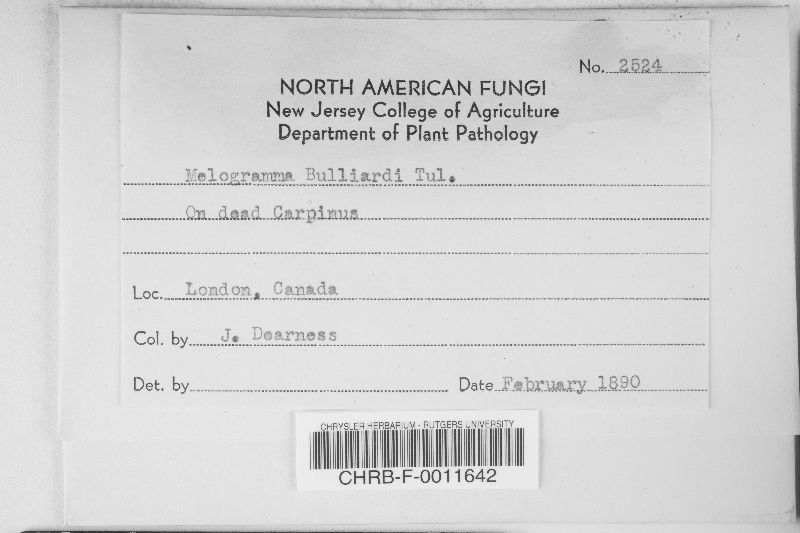 No. 2524
NORTH AMERICAN FUNGI
New Jersey College of Agriculture
Department of Plant Pathology
Melogramma Bulliardi Tul.
On dead Carpinus
Loc. London, Canada
Col. by J. Dearness
Det. by Date February 1890
CHRYSLER HERBARIUM - RUTGERS UNIVERSITY
CHRB-F-0011642